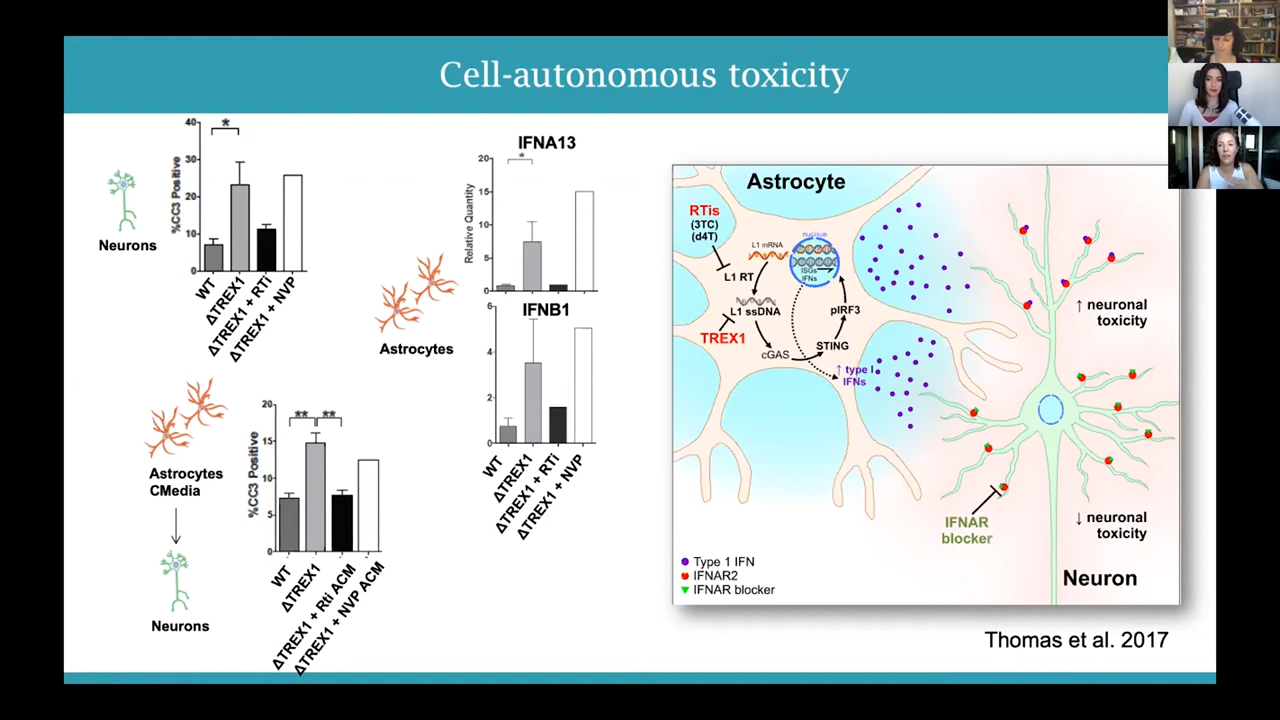 Cell-autonomous toxicity
40
30
20
10
0
%CC3 Positive
*
WT
ΔTREX1
ΔTREX1 + RTi
ΔTREX1 + NVP
Neurons
Astrocytes
IFNA13
20
15
10
5
0
Relative Quantity
*
IFNB1
6
4
2
0
WT
ΔTREX1
ΔTREX1 + RTi
ΔTREX1 + NVP
Astrocytes
CMedia
Neurons
20
15
10
5
0
%CC3 Positive
**
**
WT
ΔTREX1
ΔTREX1 + Rti ACM
ΔTREX1 + NVP ACM
Astrocyte
RTis
(3TC)
(d4T)
L1 mRNA
nucleus
ISGs
IFNs
L1 RT
L1 ssDNA
pIRF3
TREX1
cGAS
STING
↑ type I
IFNs
↑ neuronal
toxicity
IFNAR
blocker
↓ neuronal
toxicity
Type 1 IFN
IFNAR2
IFNAR blocker
Neuron
Thomas et al. 2017